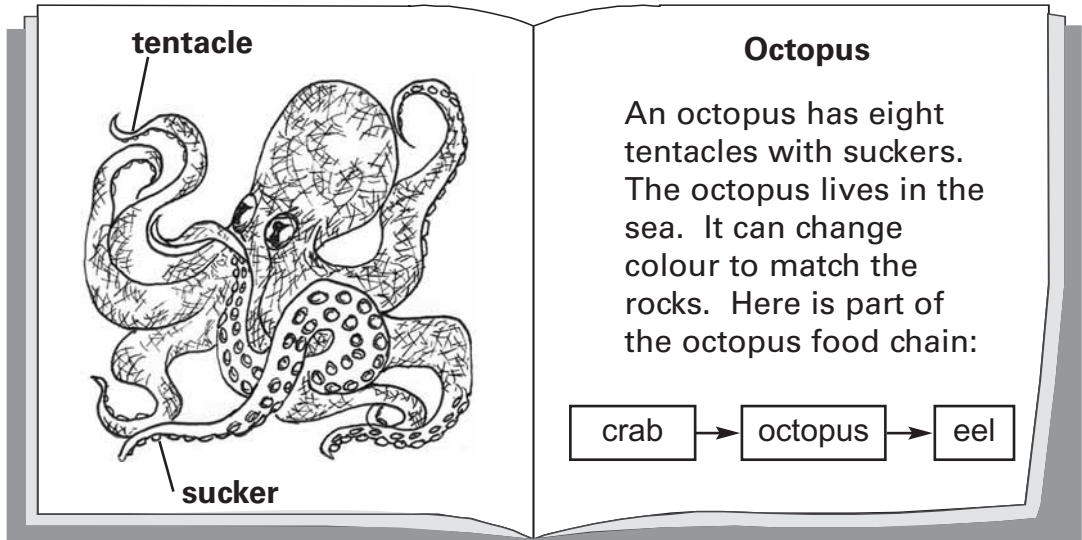 tentacle
sucker
Octopus
An octopus has eight
tentacles with suckers.
The octopus lives in the
sea. It can change
colour to match the
rocks. Here is part of
the octopus food chain:
crab octopus eel